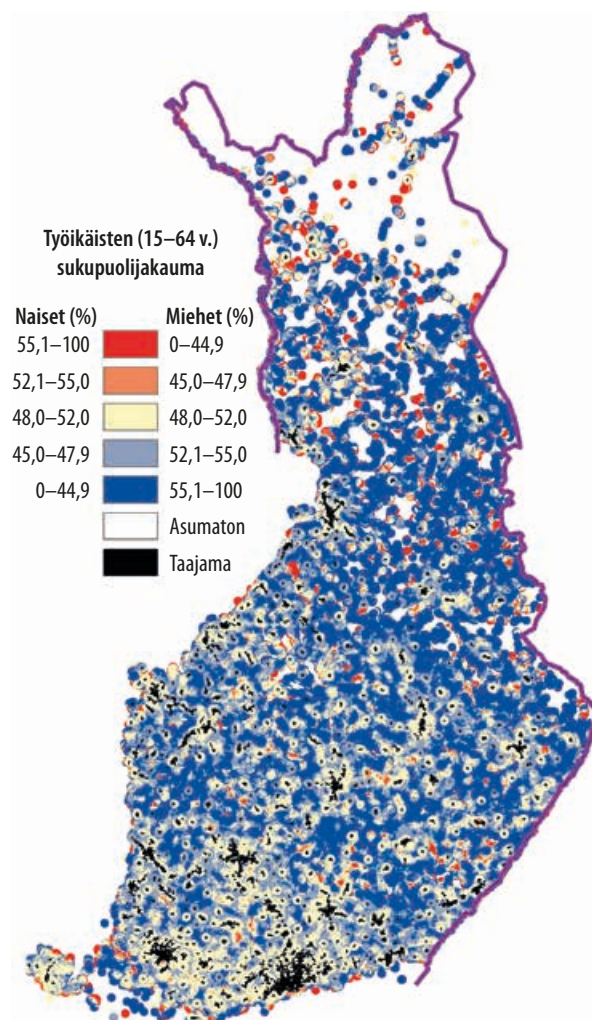 Työikäisten (15–64 v.)
sukupuolijakauma
Naiset (%) Miehet (%)
55,1–100 0–44,9
52,1–55,0 45,0–47,9
48,0–52,0 48,0–52,0
45,0–47,9 52,1–55,0
0–44,9 55,1–100
Asumaton
Taajama